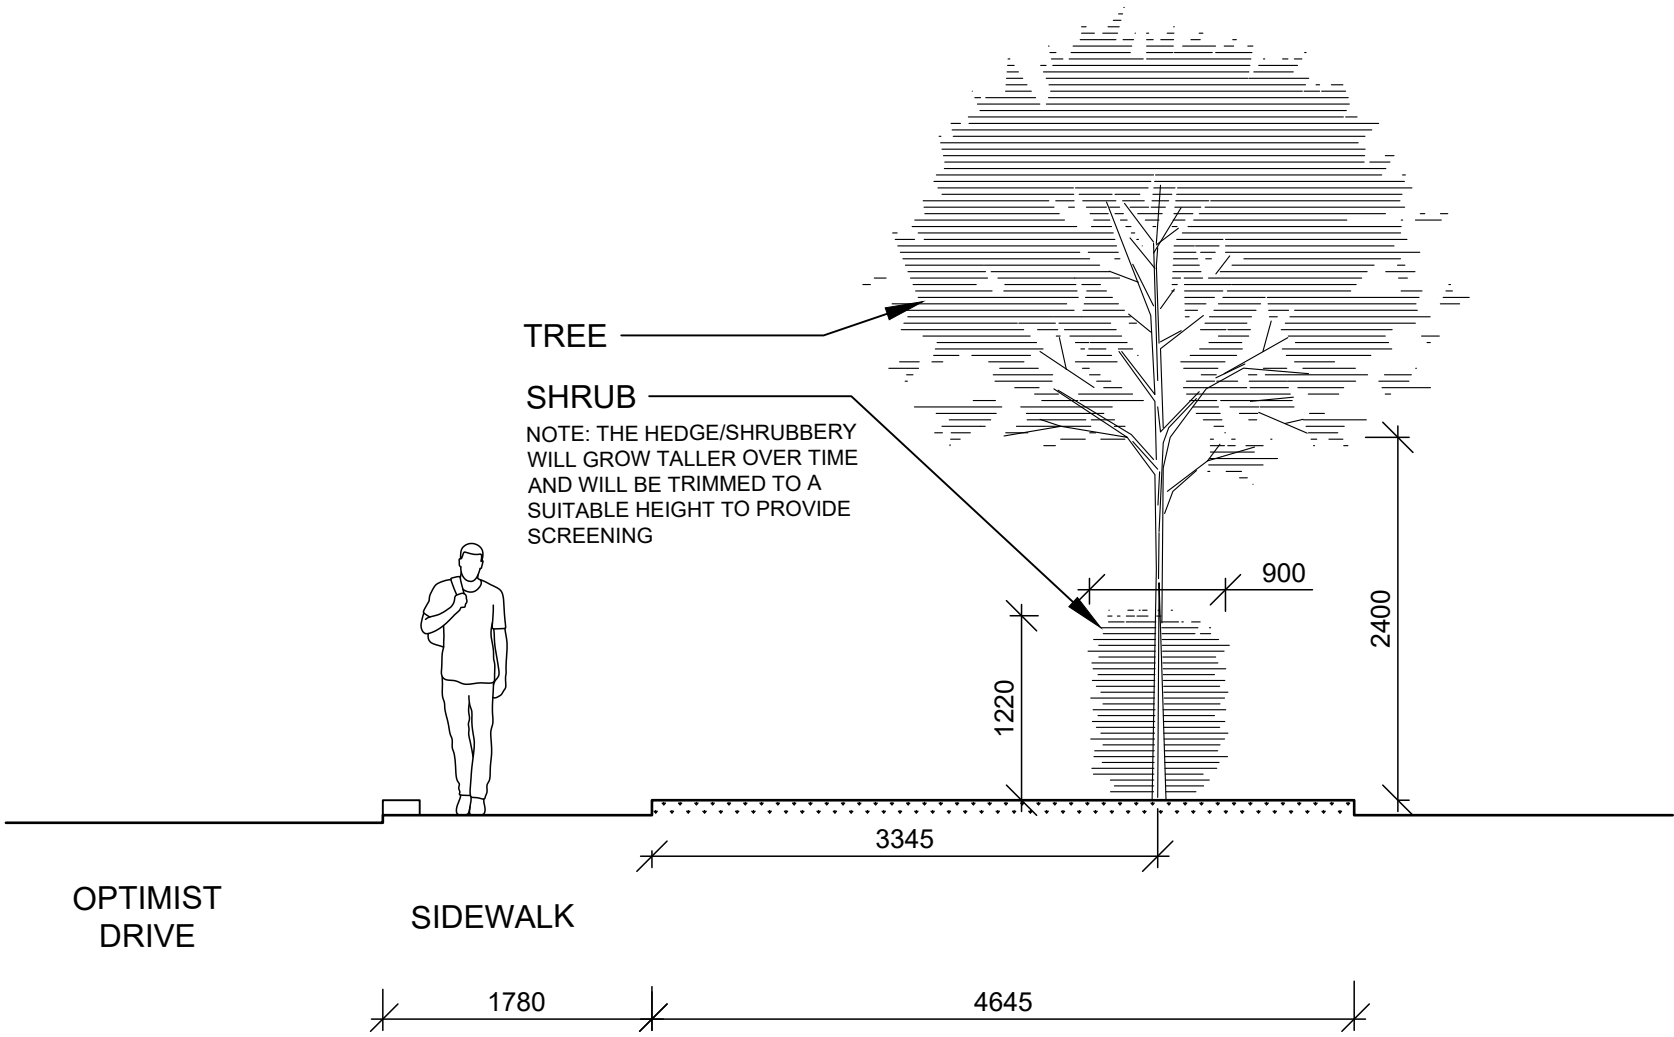 TREE
SHRUB
NOTE: THE HEDGE/SHRUBBERY
WILL GROW TALLER OVER TIME
AND WILL BE TRIMMED TO A
SUITABLE HEIGHT TO PROVIDE
SCREENING
900
2400
1220
3345
OPTIMIST
DRIVE
SIDEWALK
1780
4645